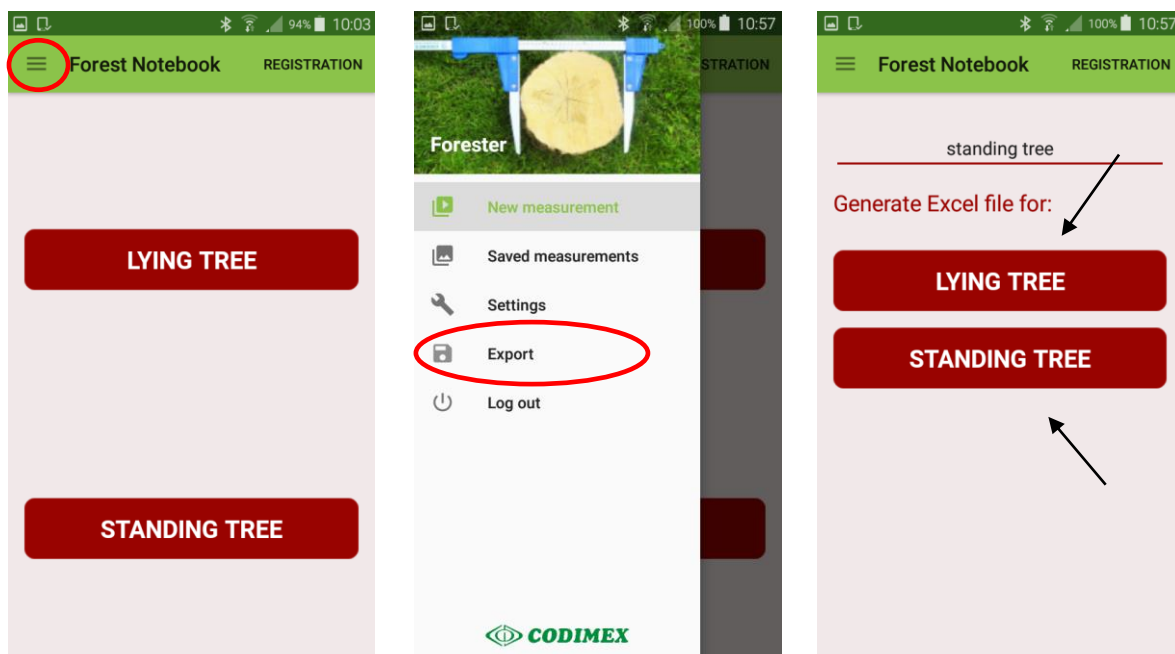 94% 10:03
Forest Notebook REGISTRATION
LYING TREE
STANDING TREE
100% 10:57
STRATION
Forester
New measurement
Saved measurements
Settings
Export
Log out
CODIMEX
100% 10:57
Forest Notebook REGISTRATION
standing tree
Generate Excel file for:
LYING TREE
STANDING TREE